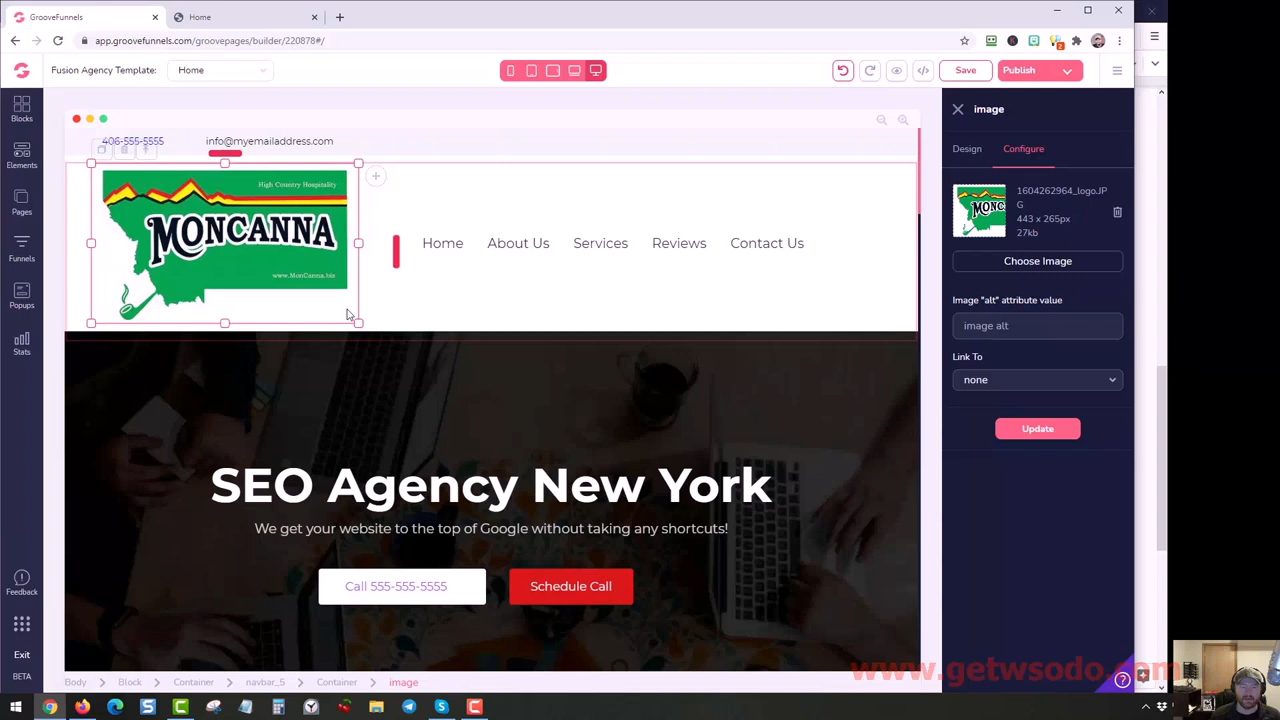 GrooveFunnels
Home
app.groovefunnels.com/groovepages/builder/220878#/
2
Fusion Agency Template:
Home
Save
Publish
Blocks
Elements
Pages
Funnels
Popups
Stats
Feedback
Exit
BETA
406-555-5555
info@myemailaddress.com
High Country Hospitality
MONCANNA
www.MonCanna.biz
Home
About Us
Services
Reviews
Contact Us
SEO Agency New York
We get your website to the top of Google without taking any shortcuts!
Call 555-555-5555
Schedule Call
Body
Block
Container
navbar_5
Container
image
image
Design
Configure
1604262964_logo.JP
G
443 x 265px
27kb
Choose Image
Image "alt" attribute value
image alt
Link To
none
Update
www.getwsodo.com